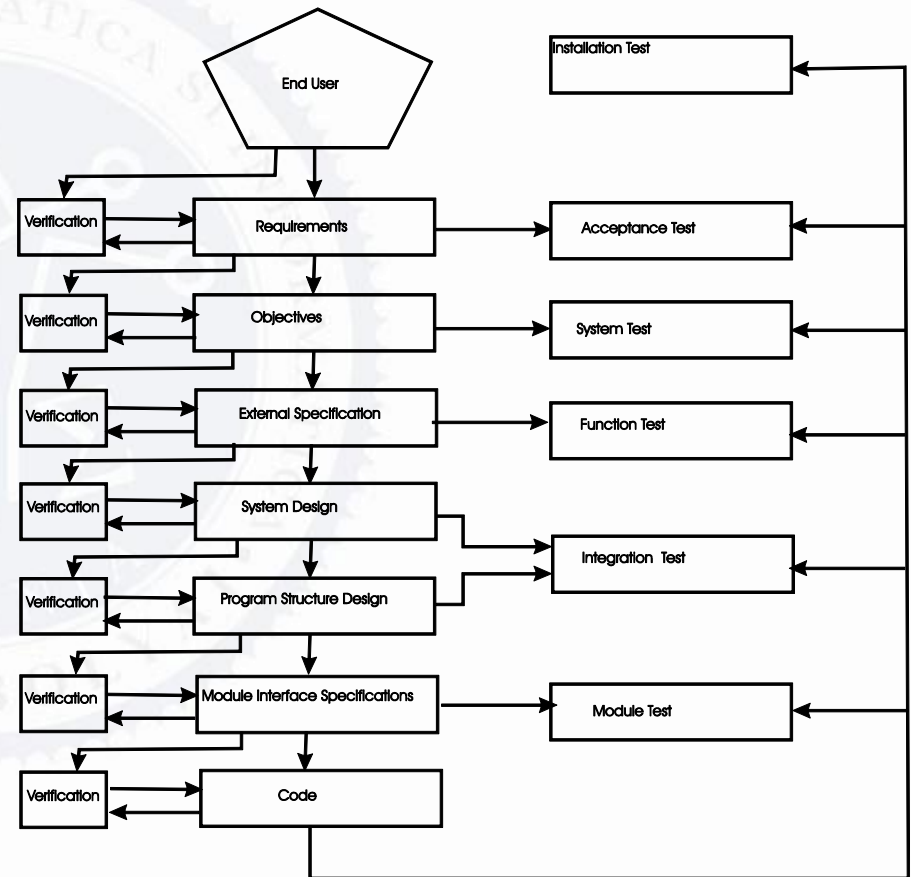 End User
Installation Test
Verification
Requirements
Acceptance Test
Verification
Objectives
System Test
Verification
External Specification
Function Test
Verification
System Design
Integration Test
Verification
Program Structure Design
Verification
Module Interface Specifications
Module Test
Verification
Code